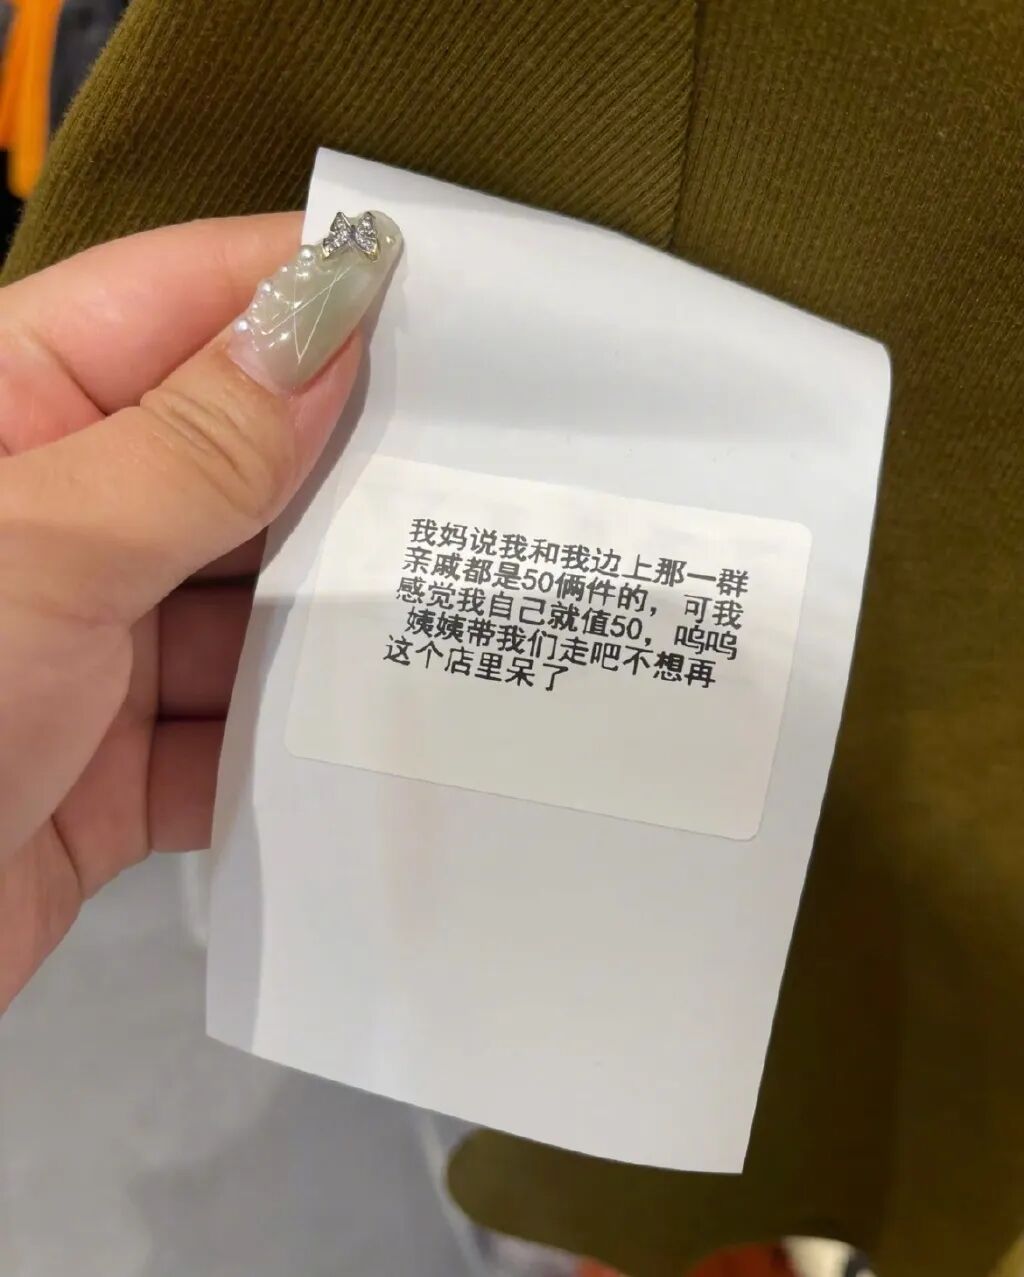 我妈说我和我边上那一群
亲戚都是50俩件的，可我
感觉我自己就值50，呜呜
姨姨带我们走吧不想再
这个店里呆了